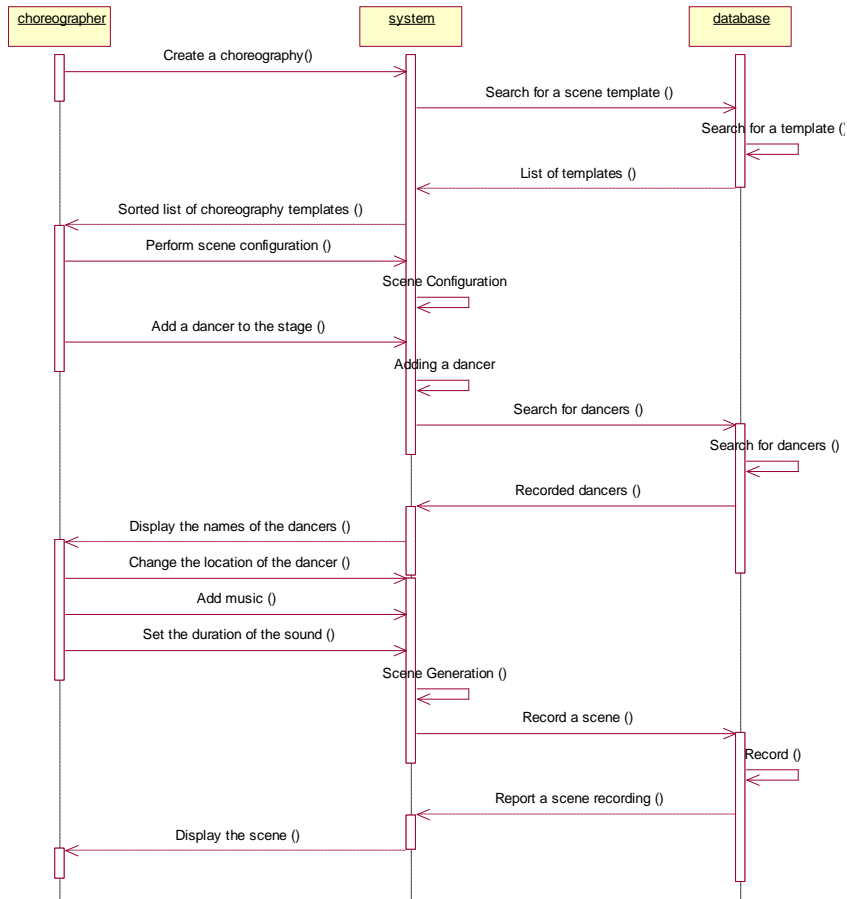 choreographer
system
database
Create a choreography()
Search for a scene template ()
Search for a template ()
List of templates ()
Sorted list of choreography templates ()
Perform scene configuration ()
Scene Configuration
Add a dancer to the stage ()
Adding a dancer
Search for dancers ()
Search for dancers ()
Recorded dancers ()
Display the names of the dancers ()
Change the location of the dancer ()
Add music ()
Set the duration of the sound ()
Scene Generation ()
Record a scene ()
Record ()
Report a scene recording ()
Display the scene ()